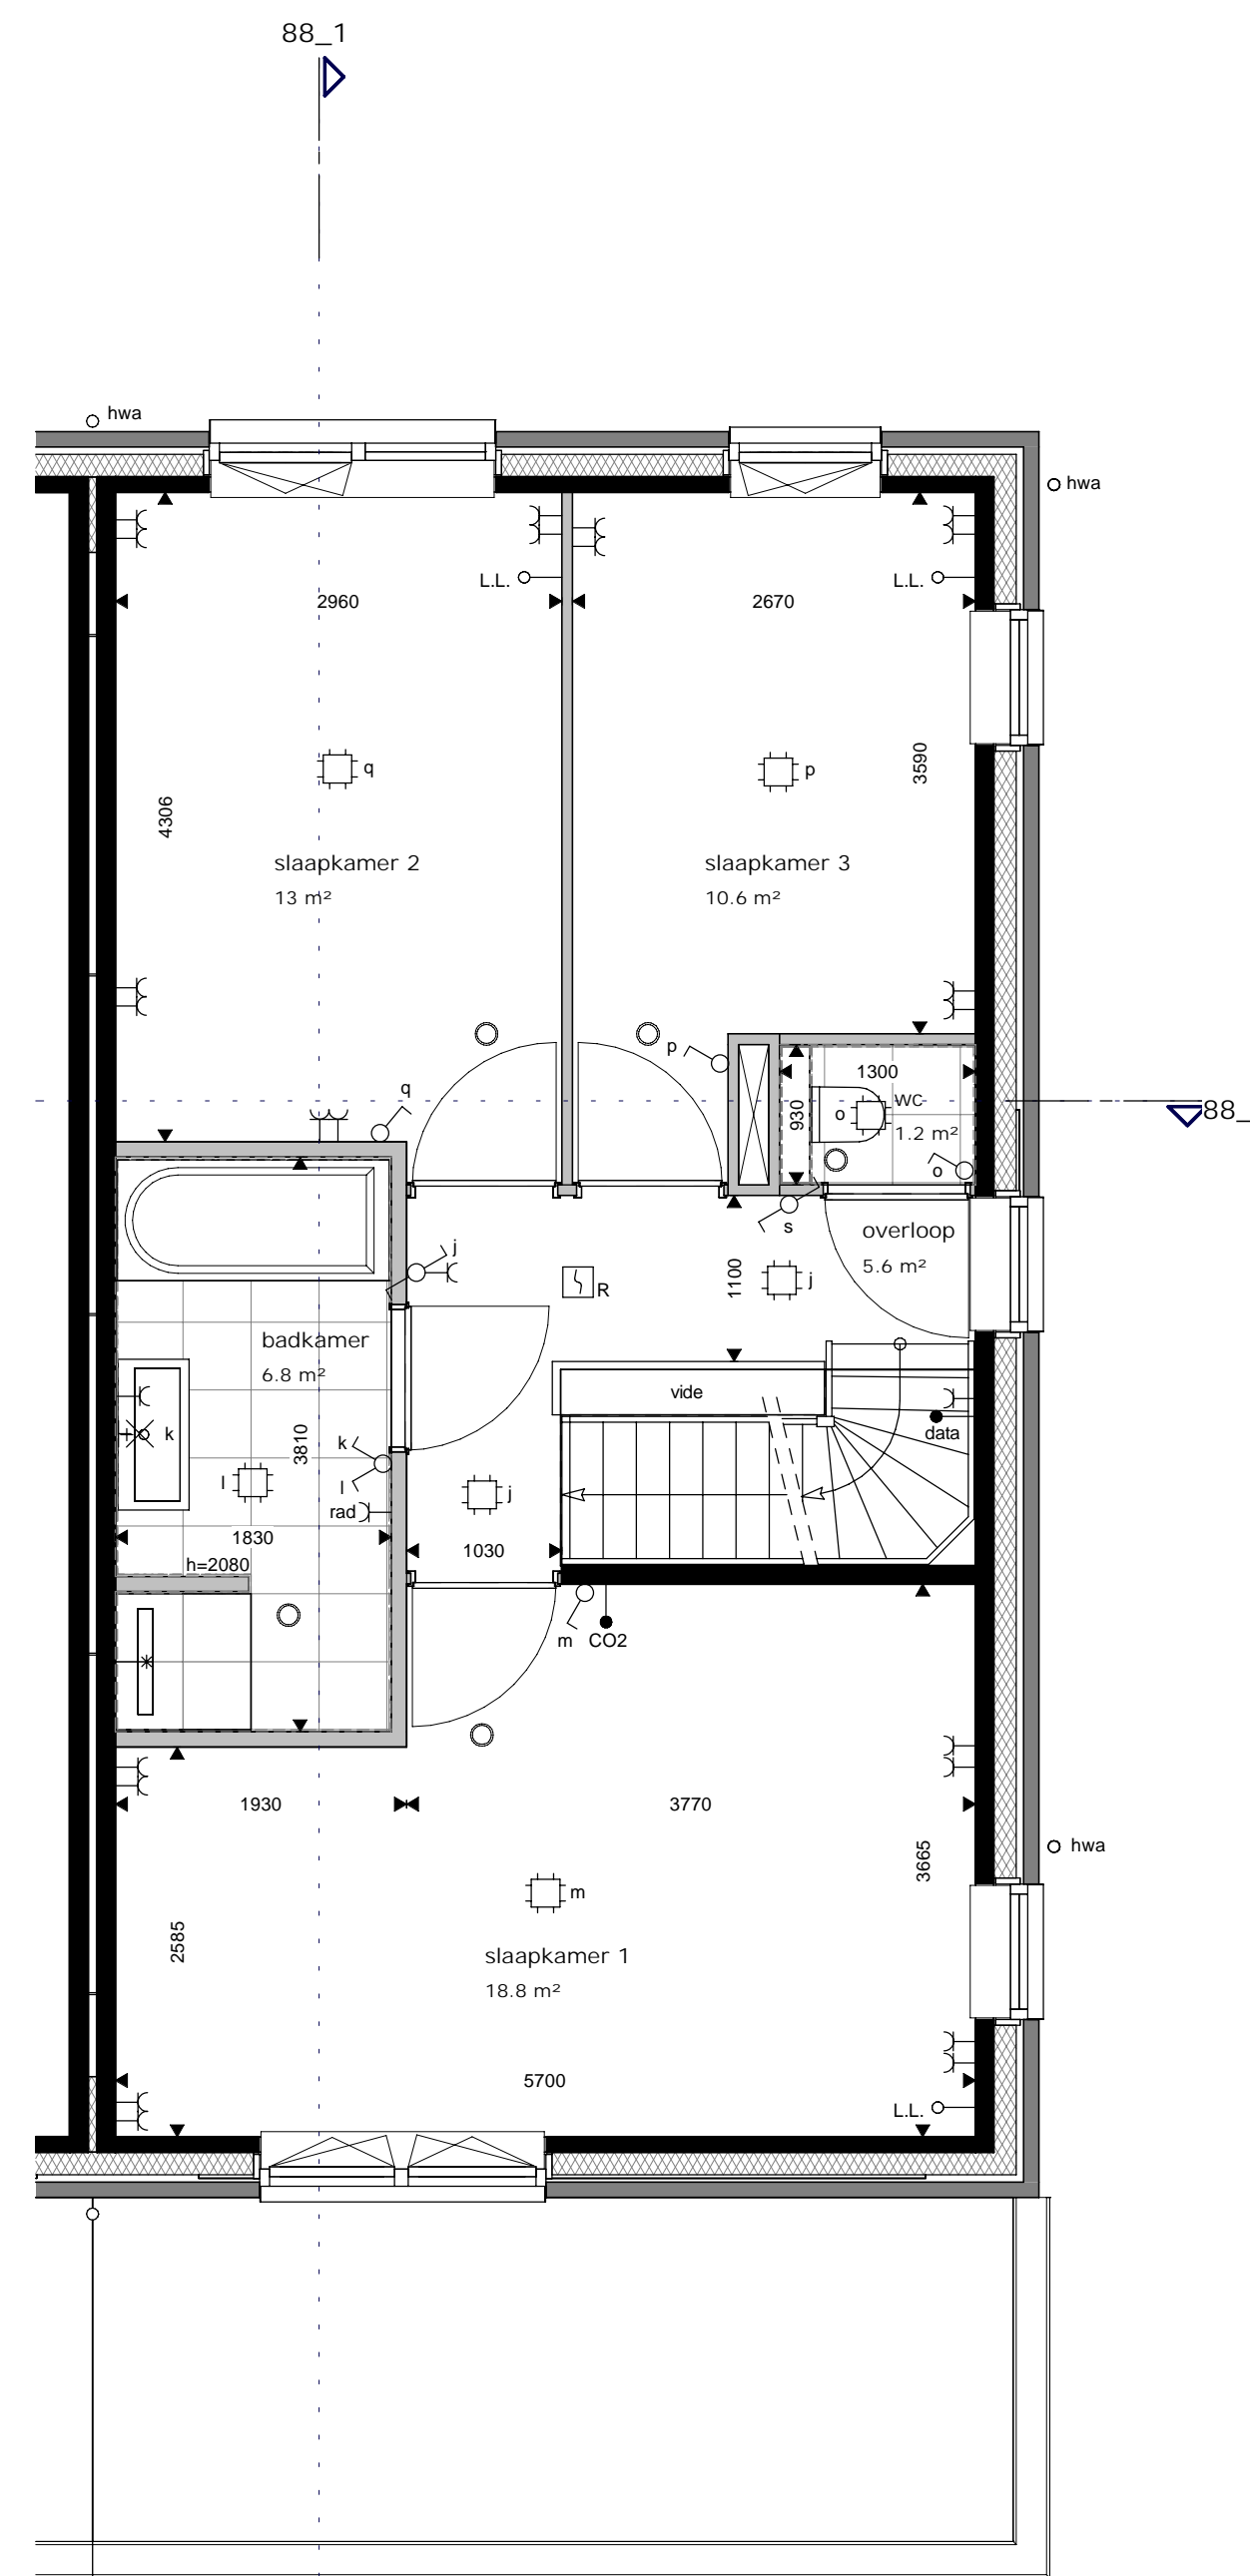 88_1
hwa
hwa
L.L.
L.L.
2960
2670
q
p
3590
4306
slaapkamer 2
13 m²
slaapkamer 3
10.6 m²
p
q
1300
930
o
WC
1.2 m²
o
88_
s
overloop
5.6 m²
j
R
1100
j
badkamer
6.8 m²
vide
k
k
data
3810
l
l
j
rad
1830
1030
h=2080
m
CO2
1930
3770
hwa
3665
m
2585
slaapkamer 1
18.8 m²
5700
L.L.